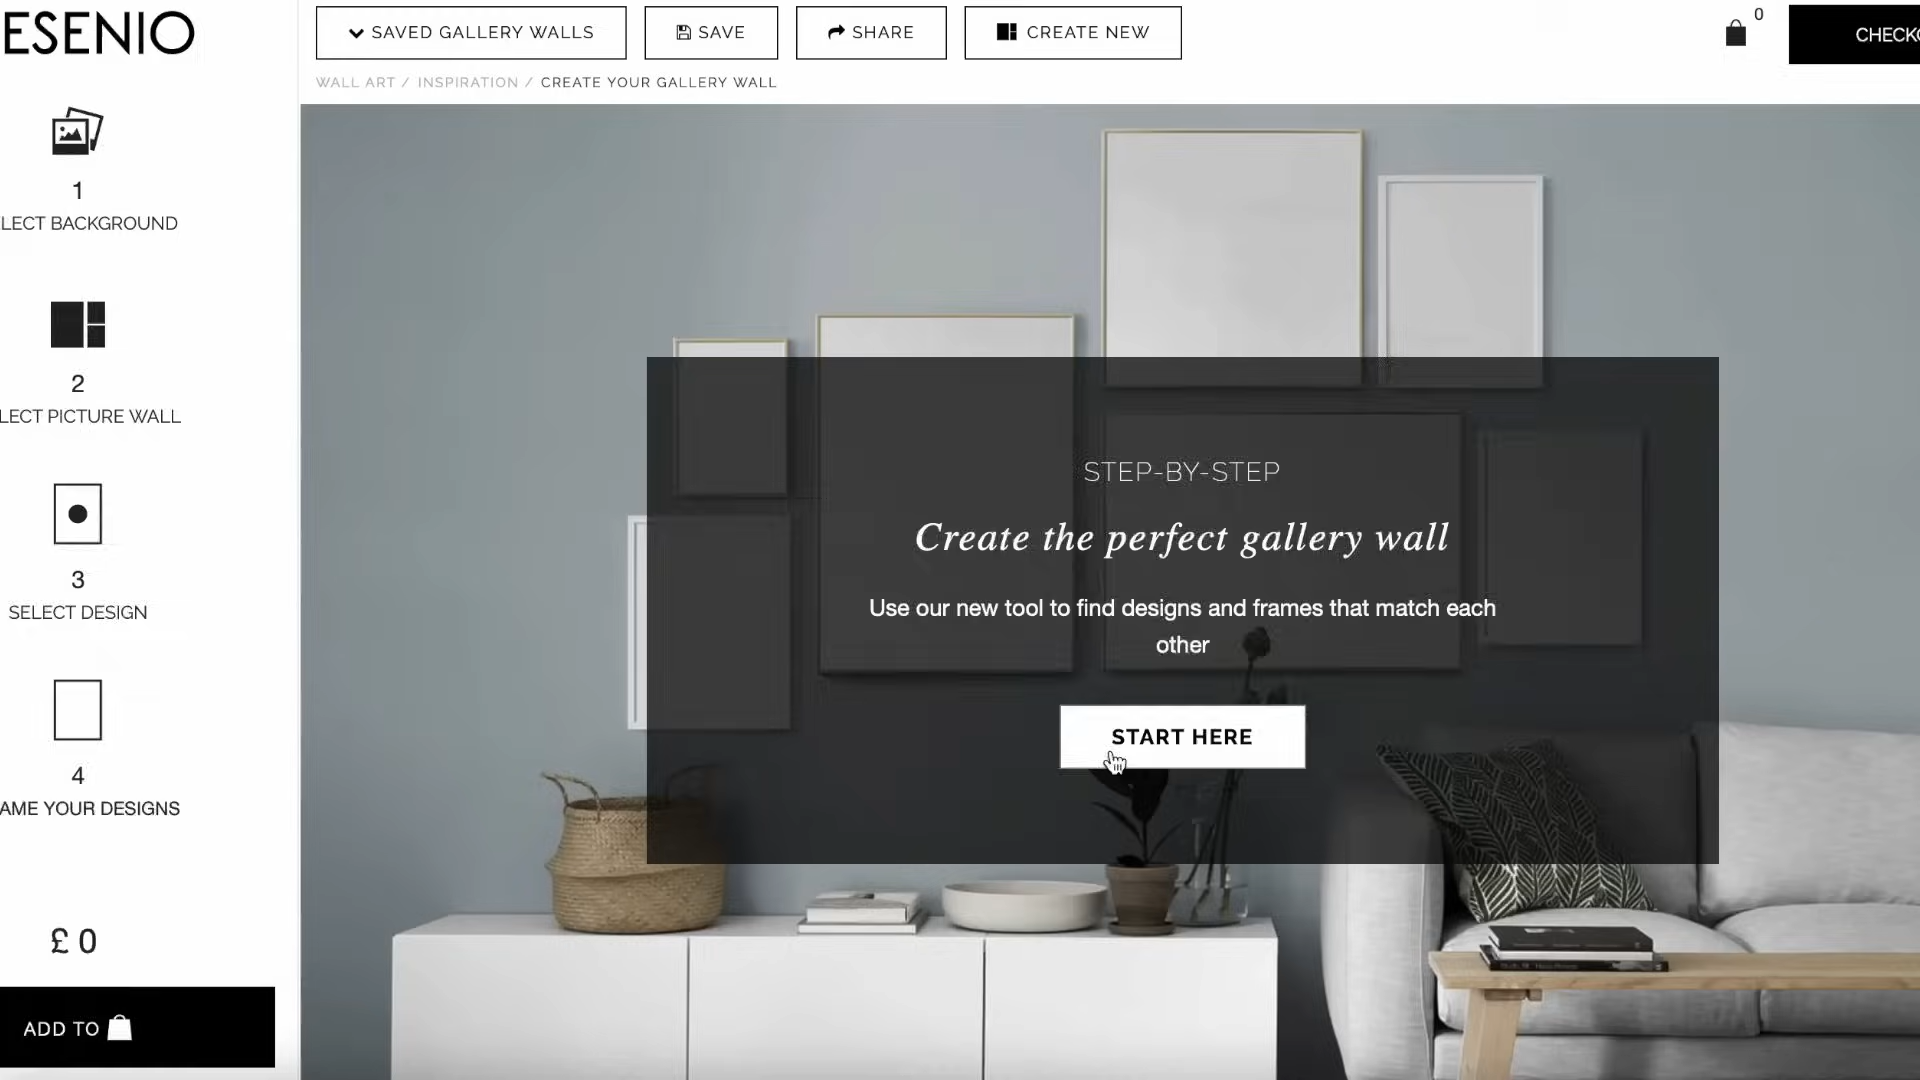 ESENIO
SAVED GALLERY WALLS
SAVE
SHARE
CREATE NEW
0
CHECKO
WALL ART / INSPIRATION / CREATE YOUR GALLERY WALL
1
LECT BACKGROUND
2
LECT PICTURE WALL
3
SELECT DESIGN
4
AME YOUR DESIGNS
£ 0
ADD TO
STEP-BY-STEP
Create the perfect gallery wall
Use our new tool to find designs and frames that match each
other
START HERE